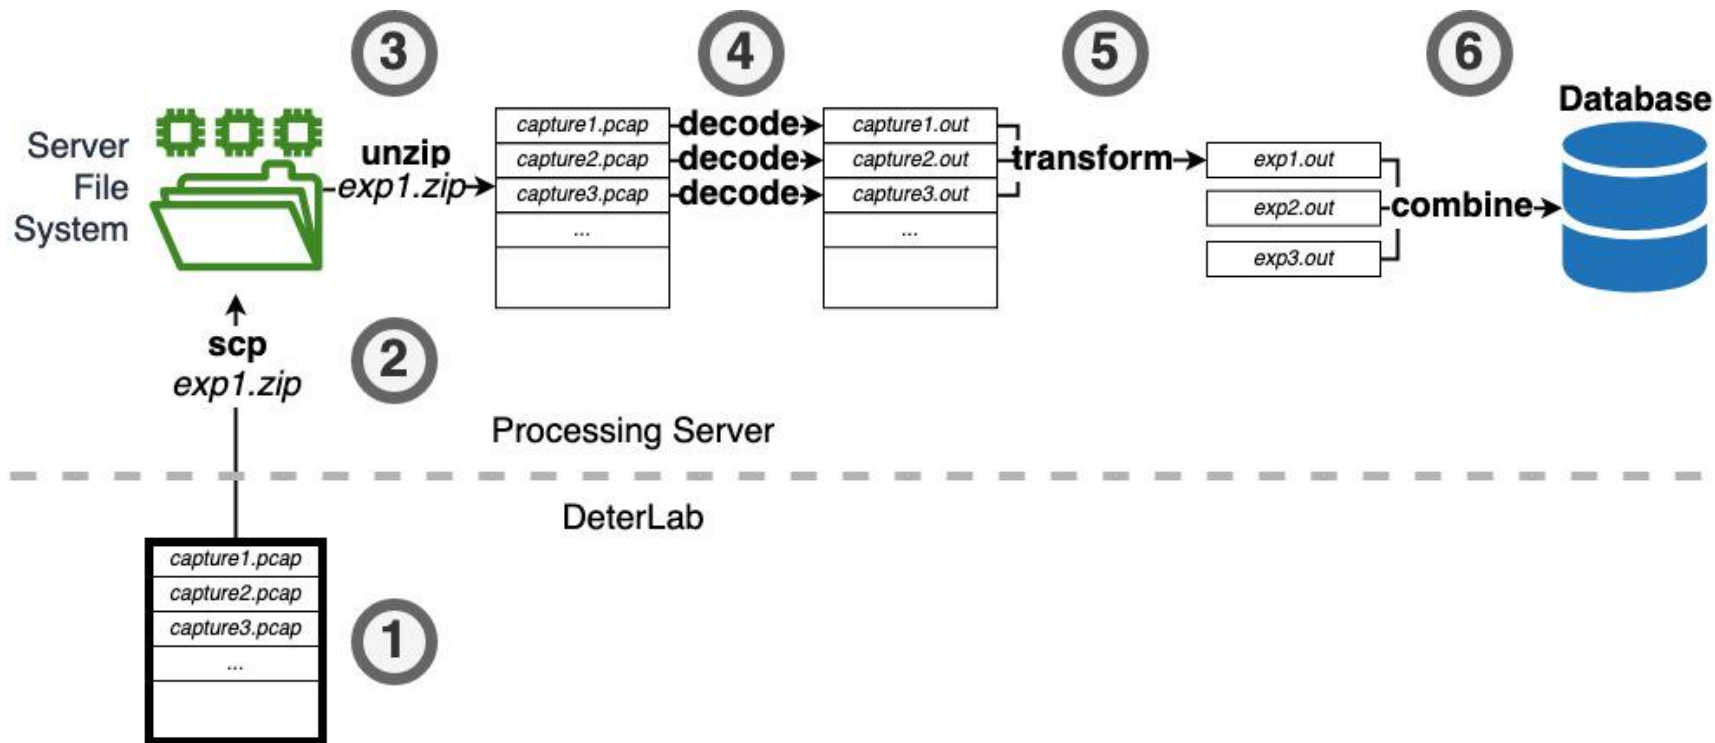 3
4
5
6
Database
Server
File
System
unzip
exp1.zip
capture1.pcap
capture2.pcap
capture3.pcap
...
decode
decode
decode
capture1.out
capture2.out
capture3.out
...
transform
exp1.out
exp2.out
exp3.out
combine
scp
exp1.zip
2
Processing Server
DeterLab
capture1.pcap
capture2.pcap
capture3.pcap
...
1